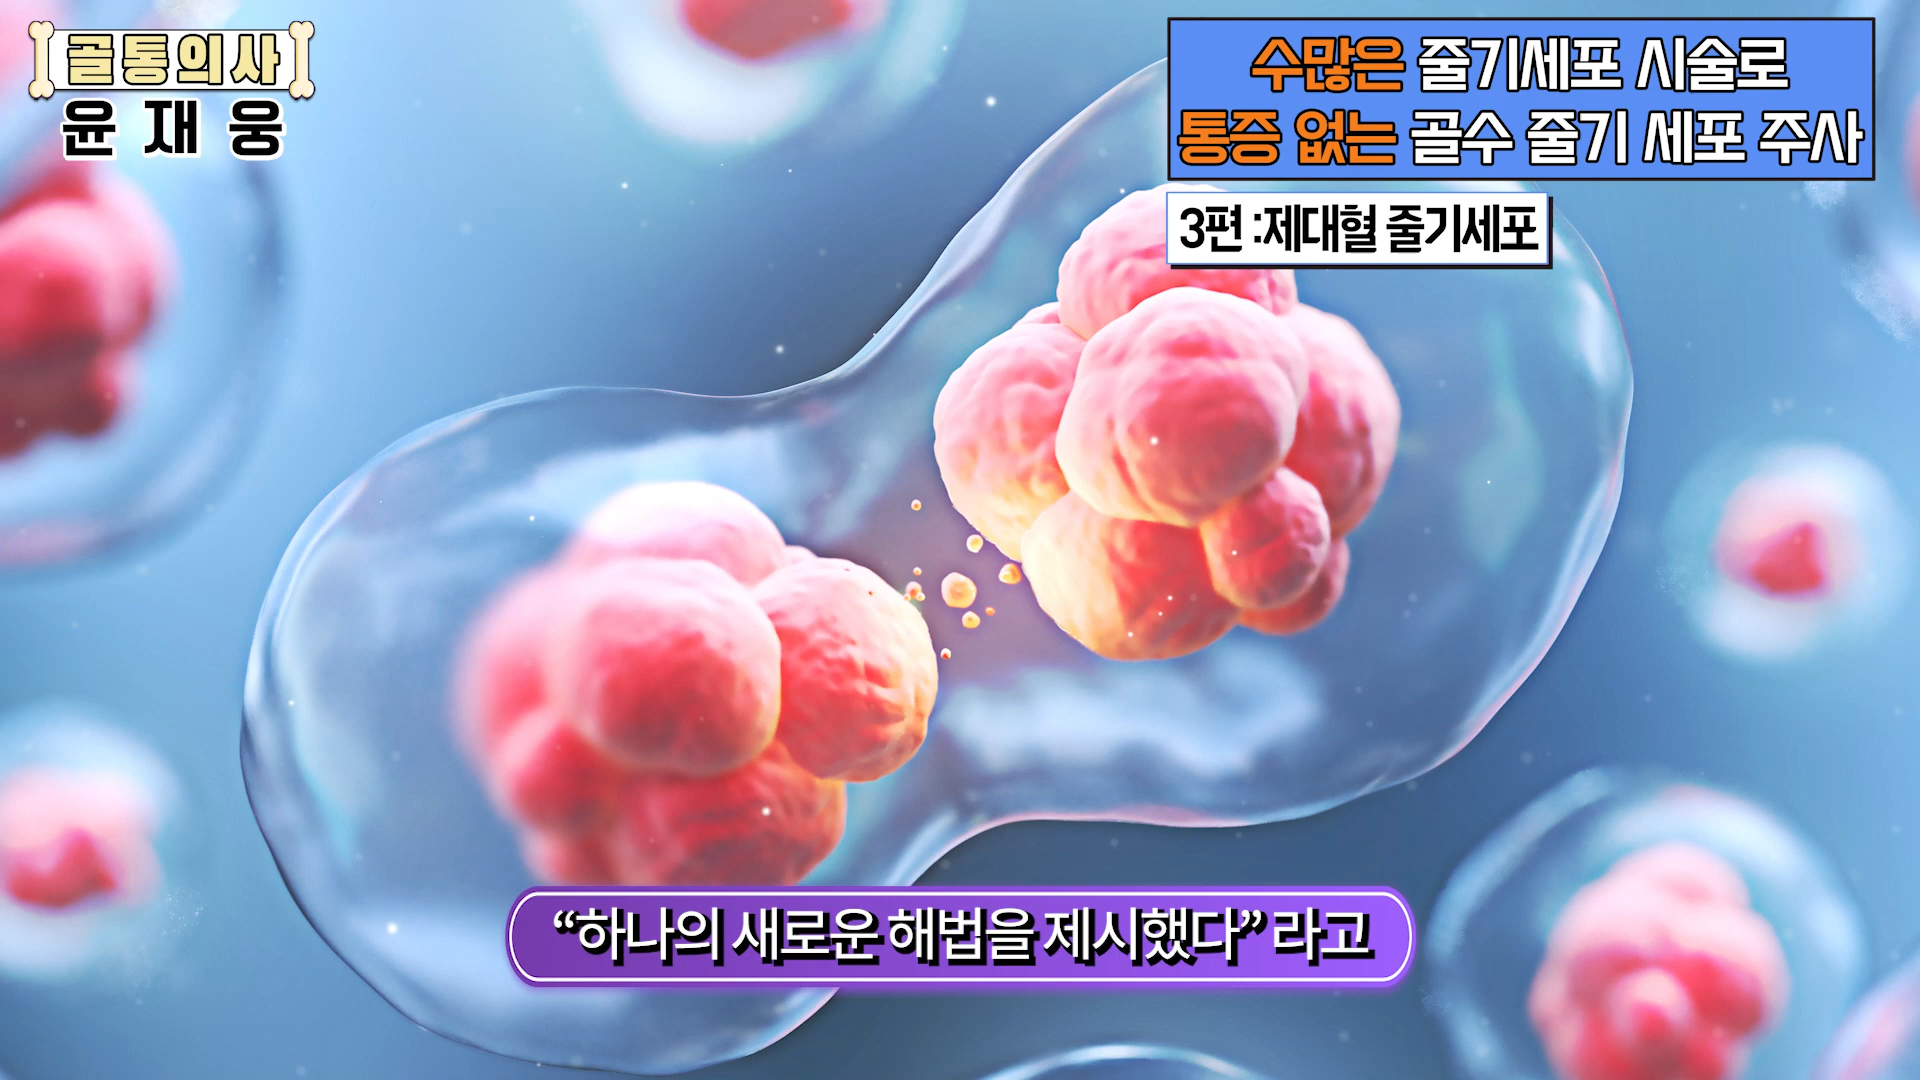 골통의사
윤재웅
수많은 줄기세포 시술로
통증 없는 골수 줄기 세포 주사
3편 :제대혈 줄기세포
“하나의 새로운 해법을 제시했다” 라고